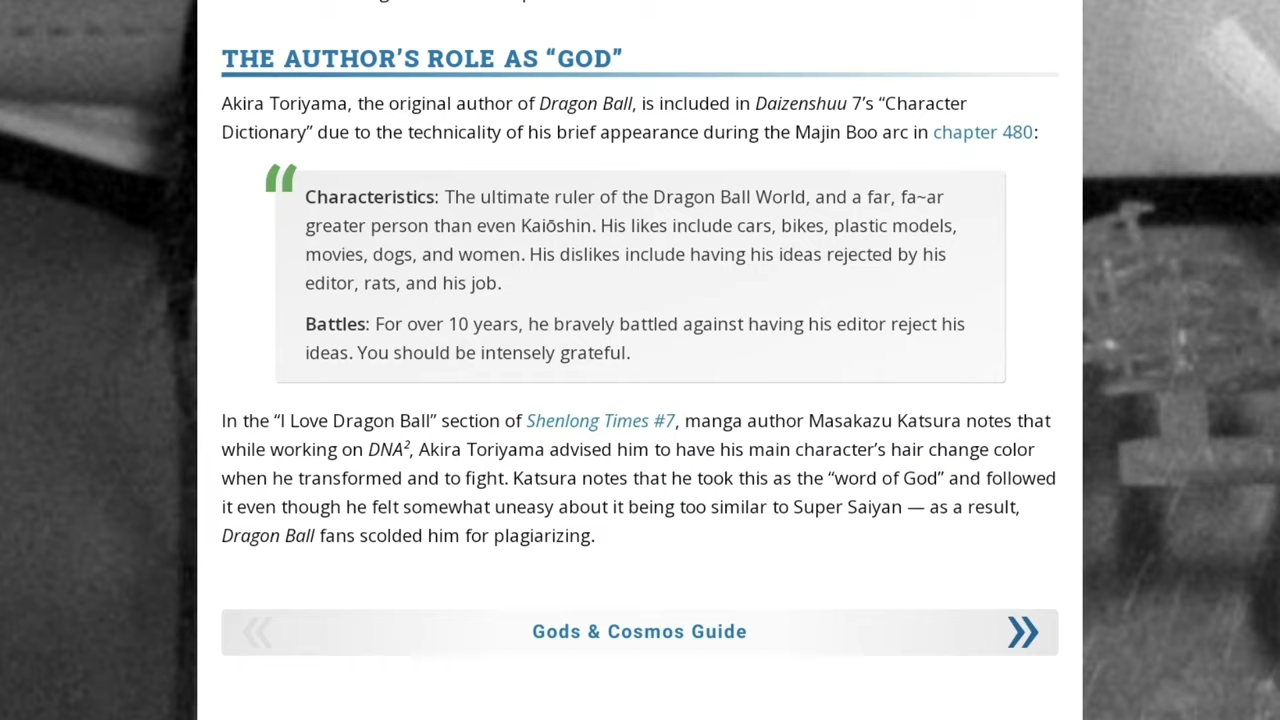 THE AUTHOR’S ROLE AS “GOD”
Akira Toriyama, the original author of Dragon Ball, is included in Daizenshuu 7’s “Character
Dictionary” due to the technicality of his brief appearance during the Majin Boo arc in chapter 480:
“
Characteristics: The ultimate ruler of the Dragon Ball World, and a far, fa~ar
greater person than even Kaiōshin. His likes include cars, bikes, plastic models,
movies, dogs, and women. His dislikes include having his ideas rejected by his
editor, rats, and his job.
Battles: For over 10 years, he bravely battled against having his editor reject his
ideas. You should be intensely grateful.
In the “I Love Dragon Ball” section of Shenlong Times #7, manga author Masakazu Katsura notes that
while working on DNA², Akira Toriyama advised him to have his main character’s hair change color
when he transformed and to fight. Katsura notes that he took this as the “word of God” and followed
it even though he felt somewhat uneasy about it being too similar to Super Saiyan — as a result,
Dragon Ball fans scolded him for plagiarizing.
« Gods & Cosmos Guide »